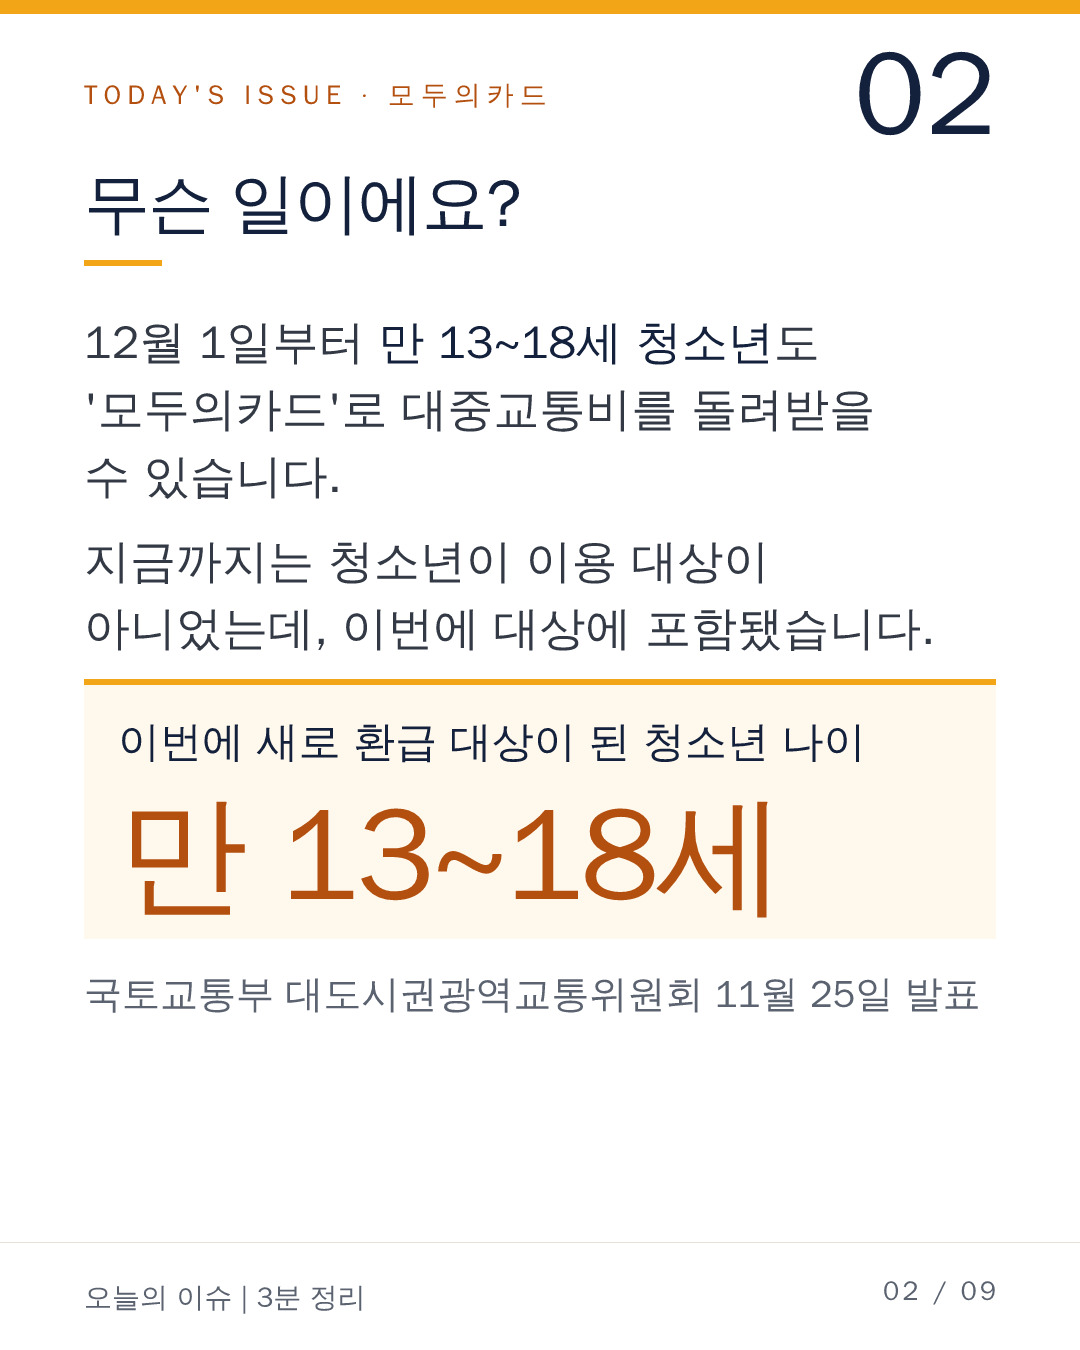 TODAY'S ISSUE · 모두의카드
02
무슨 일이에요?
12월 1일부터 만 13~18세 청소년도
'모두의카드'로 대중교통비를 돌려받을
수 있습니다.
지금까지는 청소년이 이용 대상이
아니었는데, 이번에 대상에 포함됐습니다.
이번에 새로 환급 대상이 된 청소년 나이
만 13~18세
국토교통부 대도시권광역교통위원회 11월 25일 발표
오늘의 이슈 | 3분 정리
02 / 09